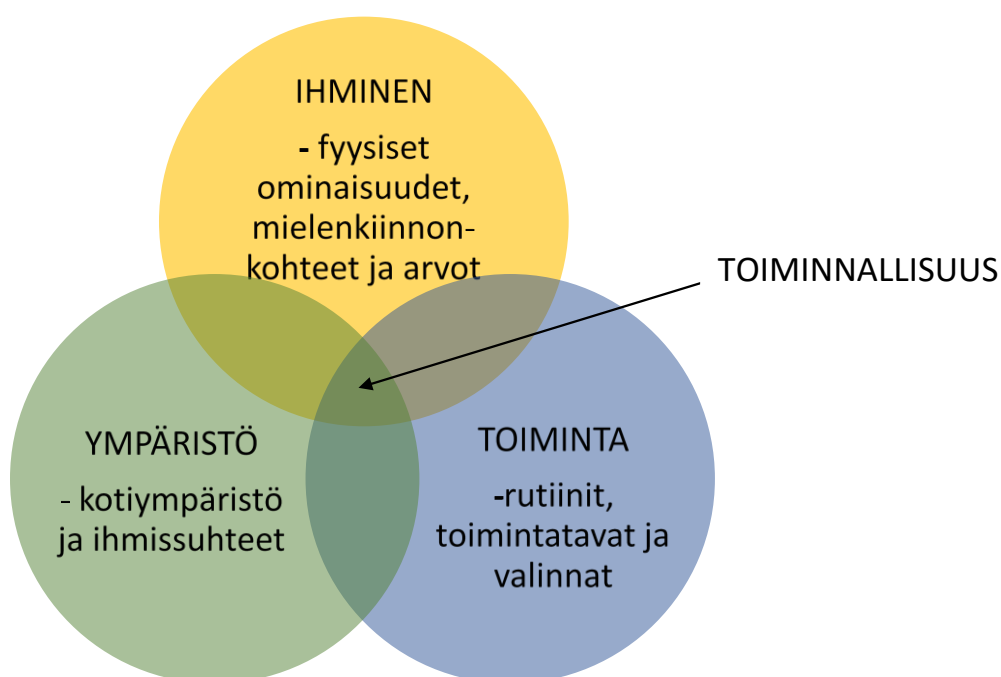 IHMINEN
- fyysiset
ominaisuudet,
mielenkiinnon-
kohteet ja arvot
TOIMINNALLISUUS
YMPÄRISTÖ
- kotiympäristö
ja ihmissuhteet
TOIMINTA
-rutiinit,
toimintatavat ja
valinnat